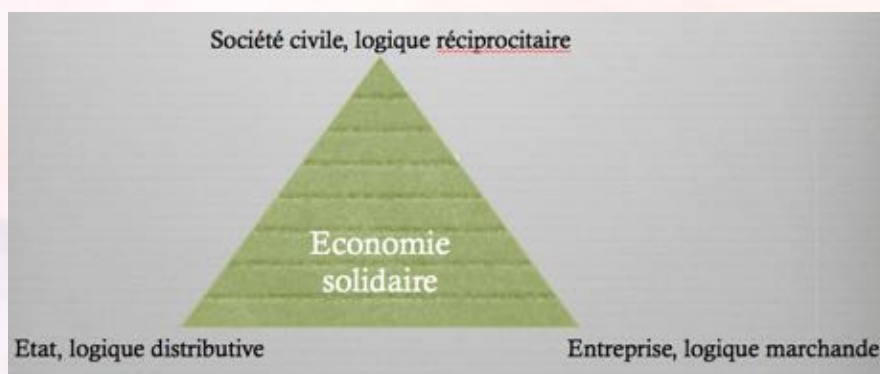 Société civile, logique réciprocitaire
Economie
solidaire
Etat, logique distributive
Entreprise, logique marchande